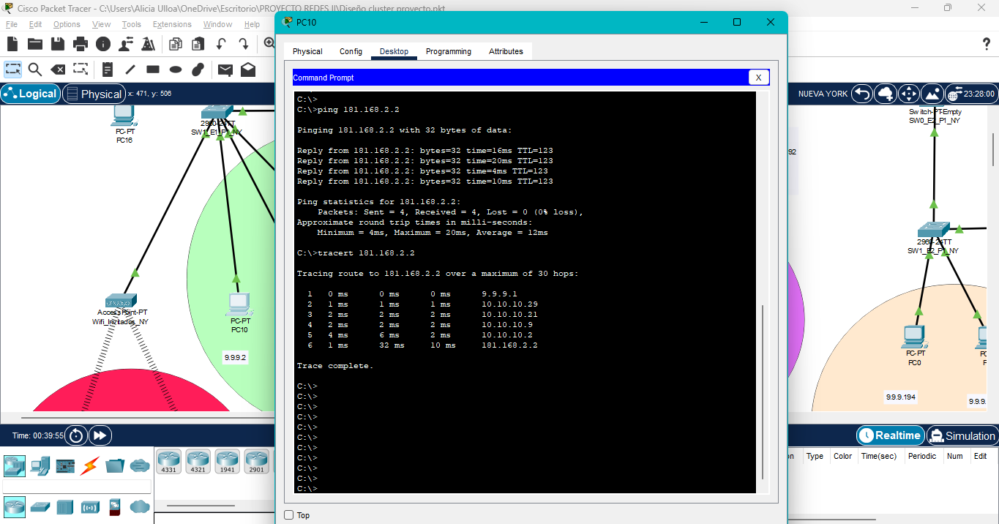 Cisco Packet Tracer - C:\Users\Alicia Ulloa\OneDrive\Escritorio\PROYECTO REDES II\Diseño cluster proyecto.pkt
File Edit Options View Tools Extensions Window Help
PC10
Physical Config Desktop Programming Attributes
Command Prompt
X
Logical
Physical
x: 471, y: 506
NUEVA YORK
23:28:00
C:\>
C:\>ping 181.168.2.2
Pinging 181.168.2.2 with 32 bytes of data:
Reply from 181.168.2.2: bytes=32 time=16ms TTL=123
Reply from 181.168.2.2: bytes=32 time=20ms TTL=123
Reply from 181.168.2.2: bytes=32 time=4ms TTL=123
Reply from 181.168.2.2: bytes=32 time=10ms TTL=123
Ping statistics for 181.168.2.2:
Packets: Sent = 4, Received = 4, Lost = 0 (0% loss),
Approximate round trip times in milli-seconds:
Minimum = 4ms, Maximum = 20ms, Average = 12ms
C:\>tracert 181.168.2.2
Tracing route to 181.168.2.2 over a maximum of 30 hops:
1 0 ms 0 ms 0 ms 9.9.9.1
2 1 ms 1 ms 1 ms 10.10.10.29
3 2 ms 2 ms 2 ms 10.10.10.21
4 2 ms 2 ms 2 ms 10.10.10.9
5 4 ms 6 ms 2 ms 10.10.10.2
6 1 ms 32 ms 10 ms 181.168.2.2
Trace complete.
C:\>
C:\>
C:\>
C:\>
C:\>
C:\>
C:\>
C:\>
C:\>
C:\>
C:\>
Top
PC-PT
PC16
2960-24TT
SW1_E1_P1_NY
Access Point-PT
Wifi_Invitados_NY
PC-PT
PC10
9.9.9.2
Switch-PT-Empty
SW0_E2_P1_NY
92
2960-24TT
SW1_E2_P1_NY
PC-PT
PC0
PC
P
9.9.9.194
9.9.9.
Time: 00:39:55
Realtime
Simulation
4331 4321 1941 2901
on Type Color Time(sec) Periodic Num Edit